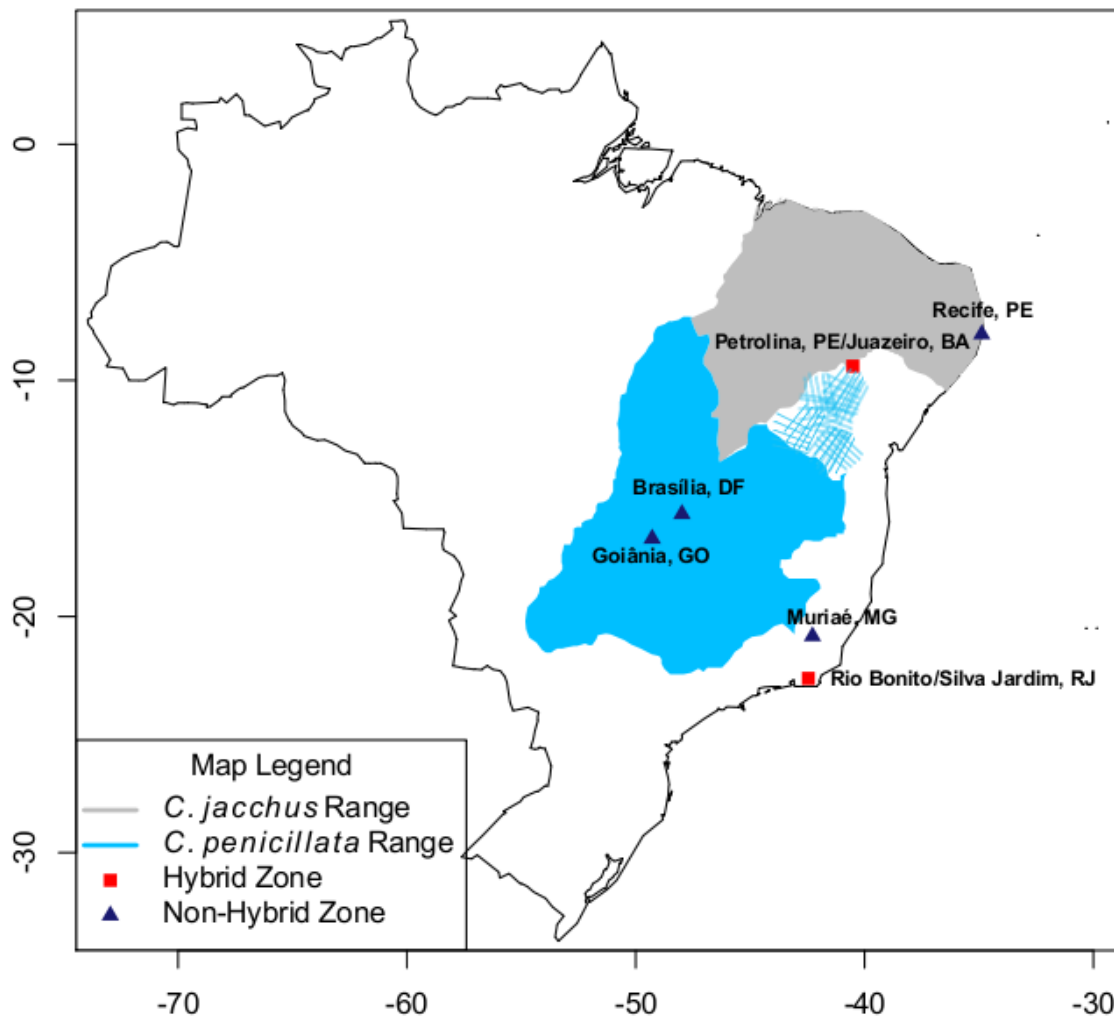 0
-10
-20
-30
Recife, PE
Petrolina, PE/Juazeiro, BA
Brasília, DF
Goiânia, GO
Muriaé, MG
Rio Bonito/Silva Jardim, RJ
Map Legend
C. jacchus Range
C. penicillata Range
Hybrid Zone
Non-Hybrid Zone
-70
-60
-50
-40
-30